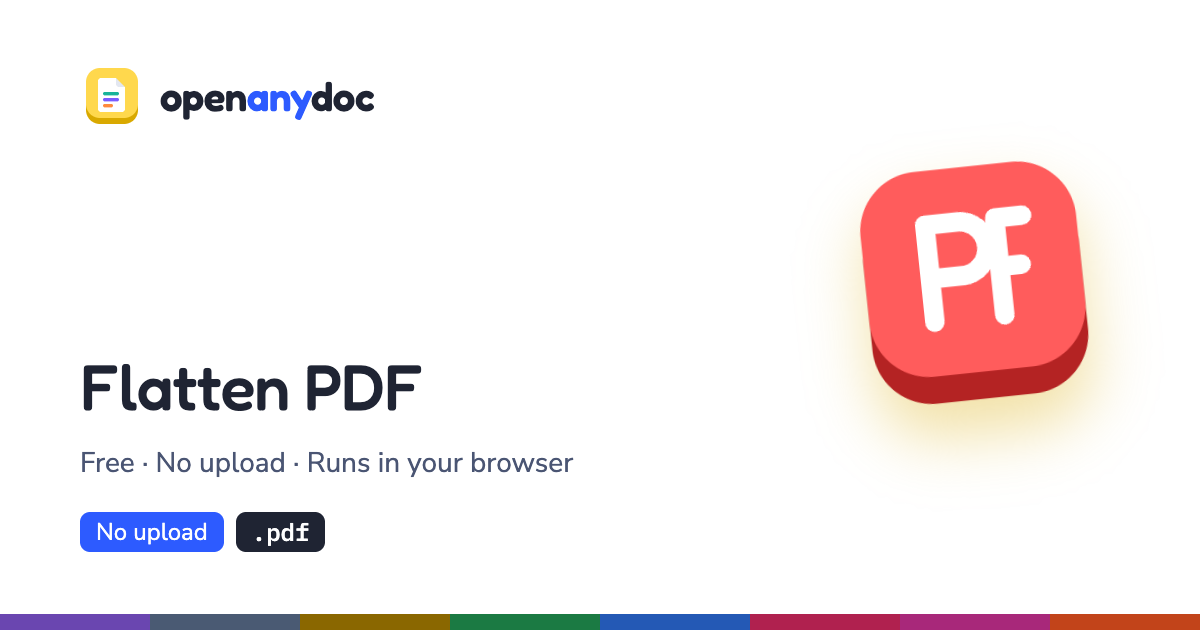 openanydoc
PF
Flatten PDF
Free · No upload · Runs in your browser
No upload
.pdf